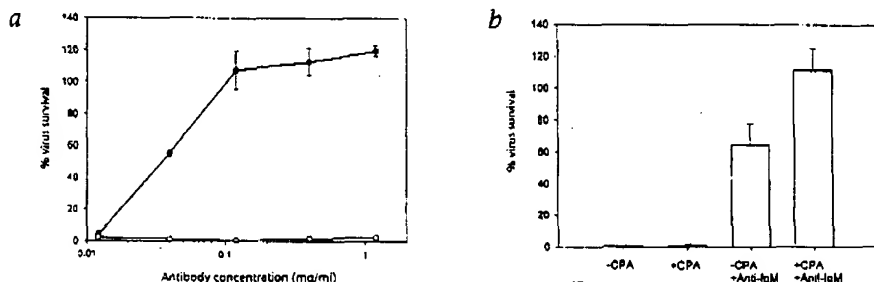 a
b
140
120
100
80
60
40
20
0
% virus survival
0.01
0.1
1
Antibody concentration (mg/ml)
140
120
100
80
60
40
20
0
% virus survival
-CPA
+CPA
-CPA
+Anti-IgM
+CPA
+Anti-IgM